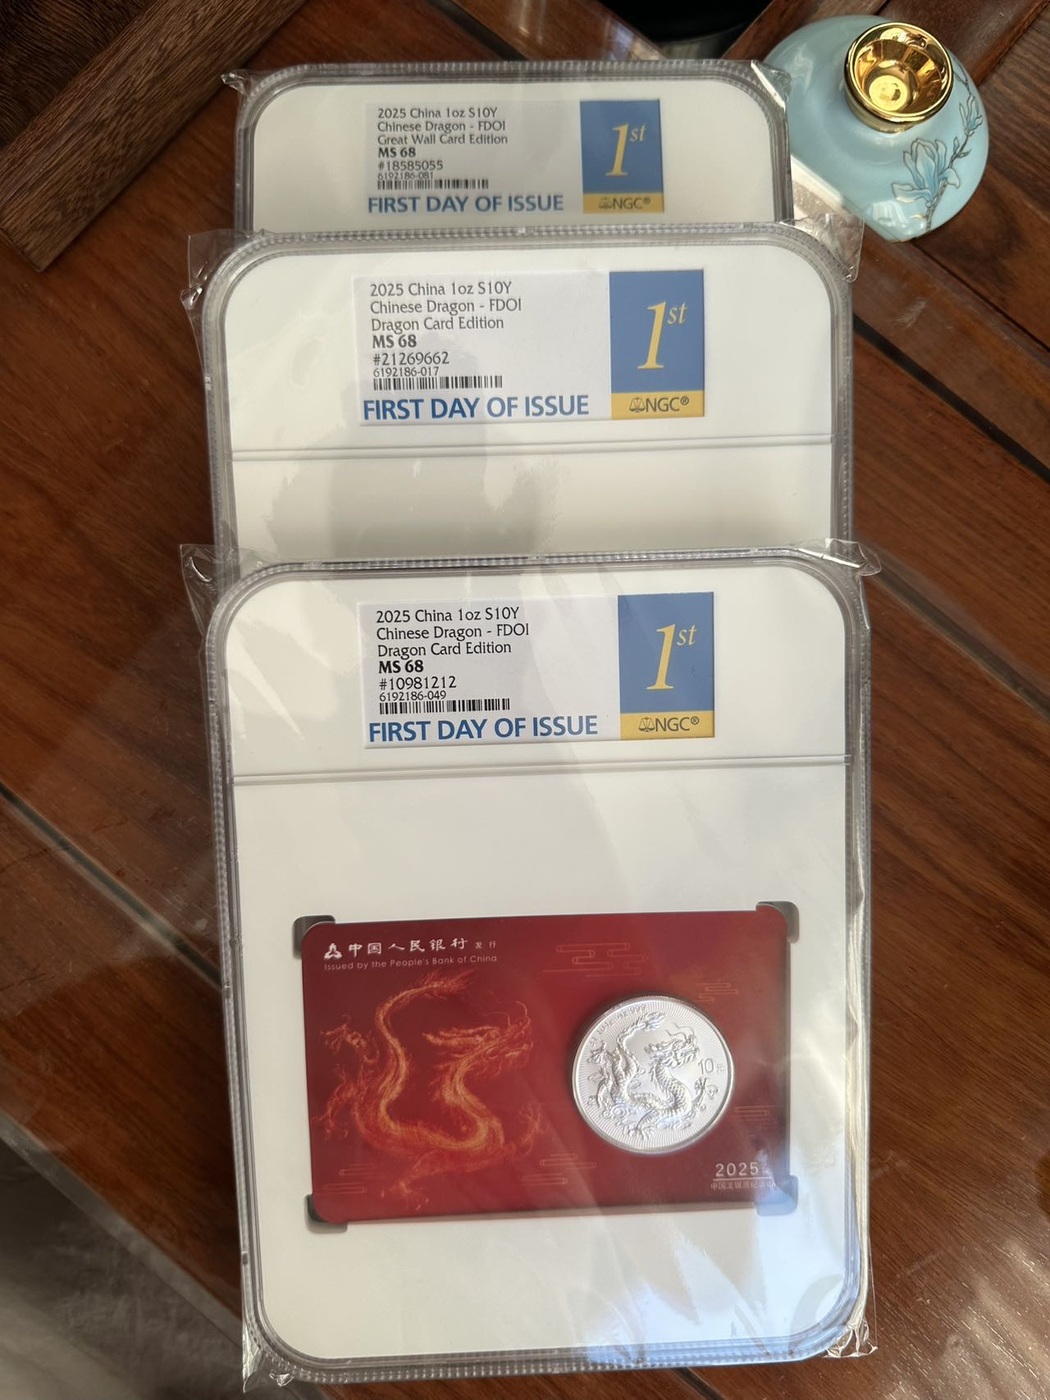 2025 China 1oz S10Y
Chinese Dragon - FDOI
Great Wall Card Edition
MS 68
#18585055
6192186-081
FIRST DAY OF ISSUE
1st
NGC®
2025 China 1oz S10Y
Chinese Dragon - FDOI
Dragon Card Edition
MS 68
#21269662
6192186-017
FIRST DAY OF ISSUE
1st
NGC®
2025 China 1oz S10Y
Chinese Dragon - FDOI
Dragon Card Edition
MS 68
#10981212
6192186-049
FIRST DAY OF ISSUE
1st
NGC®
中国人民银行 发行
Issued by the People's Bank of China
10元
2025